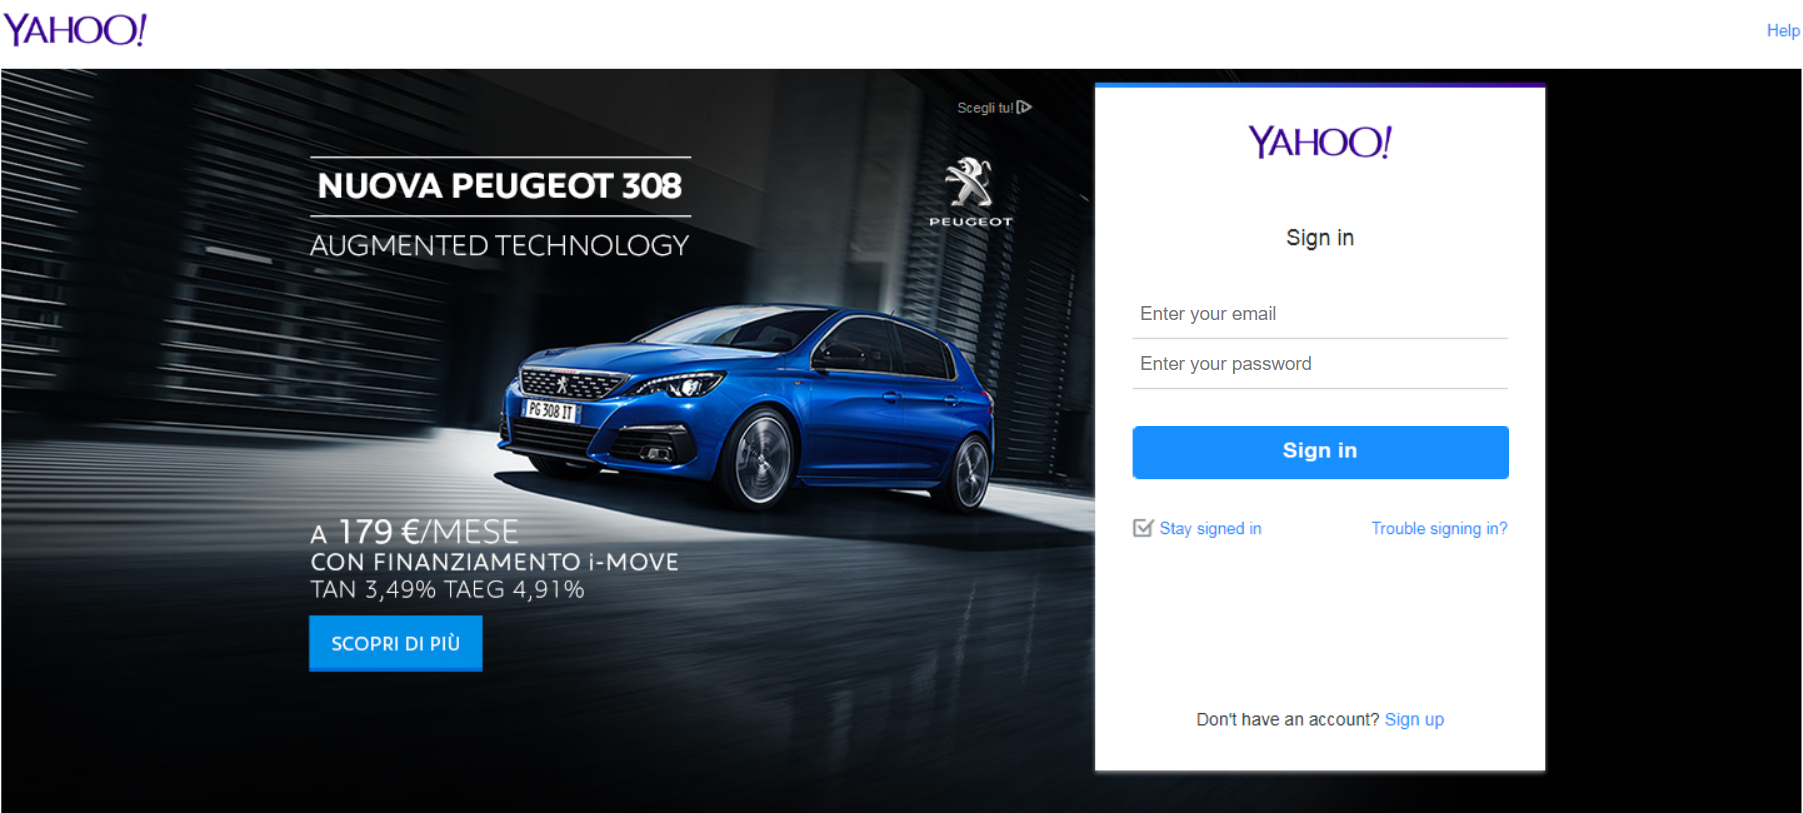 YAHOO!
Help
Scegli tu!
NUOVA PEUGEOT 308
AUGMENTED TECHNOLOGY
PEUGEOT
PG 308 IT
A 179 €/MESE
CON FINANZIAMENTO i-MOVE
TAN 3,49% TAEG 4,91%
SCOPRI DI PIÙ
YAHOO!
Sign in
Enter your email
Enter your password
Sign in
Stay signed in
Trouble signing in?
Don't have an account? Sign up